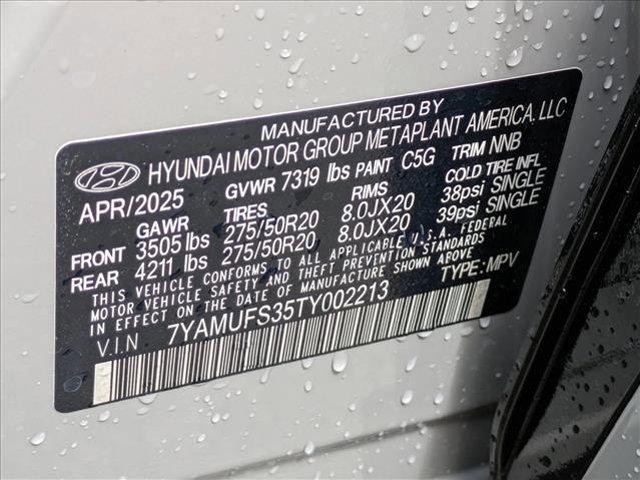 MANUFACTURED BY
HYUNDAI MOTOR GROUP METAPLANT AMERICA, LLC
APR/2025 GVWR 7319 lbs PAINT C5G TRIM NNB
GAWR TIRES RIMS COLD TIRE INFL
FRONT 3505 lbs 275/50R20 8.0JX20 38psi SINGLE
REAR 4211 lbs 275/50R20 8.0JX20 39psi SINGLE
THIS VEHICLE CONFORMS TO ALL APPLICABLE U.S.A. FEDERAL
MOTOR VEHICLE SAFETY AND THEFT PREVENTION STANDARDS
IN EFFECT ON THE DATE OF MANUFACTURE SHOWN ABOVE.
V.I.N 7YAMUFS35TY002213 TYPE:MPV